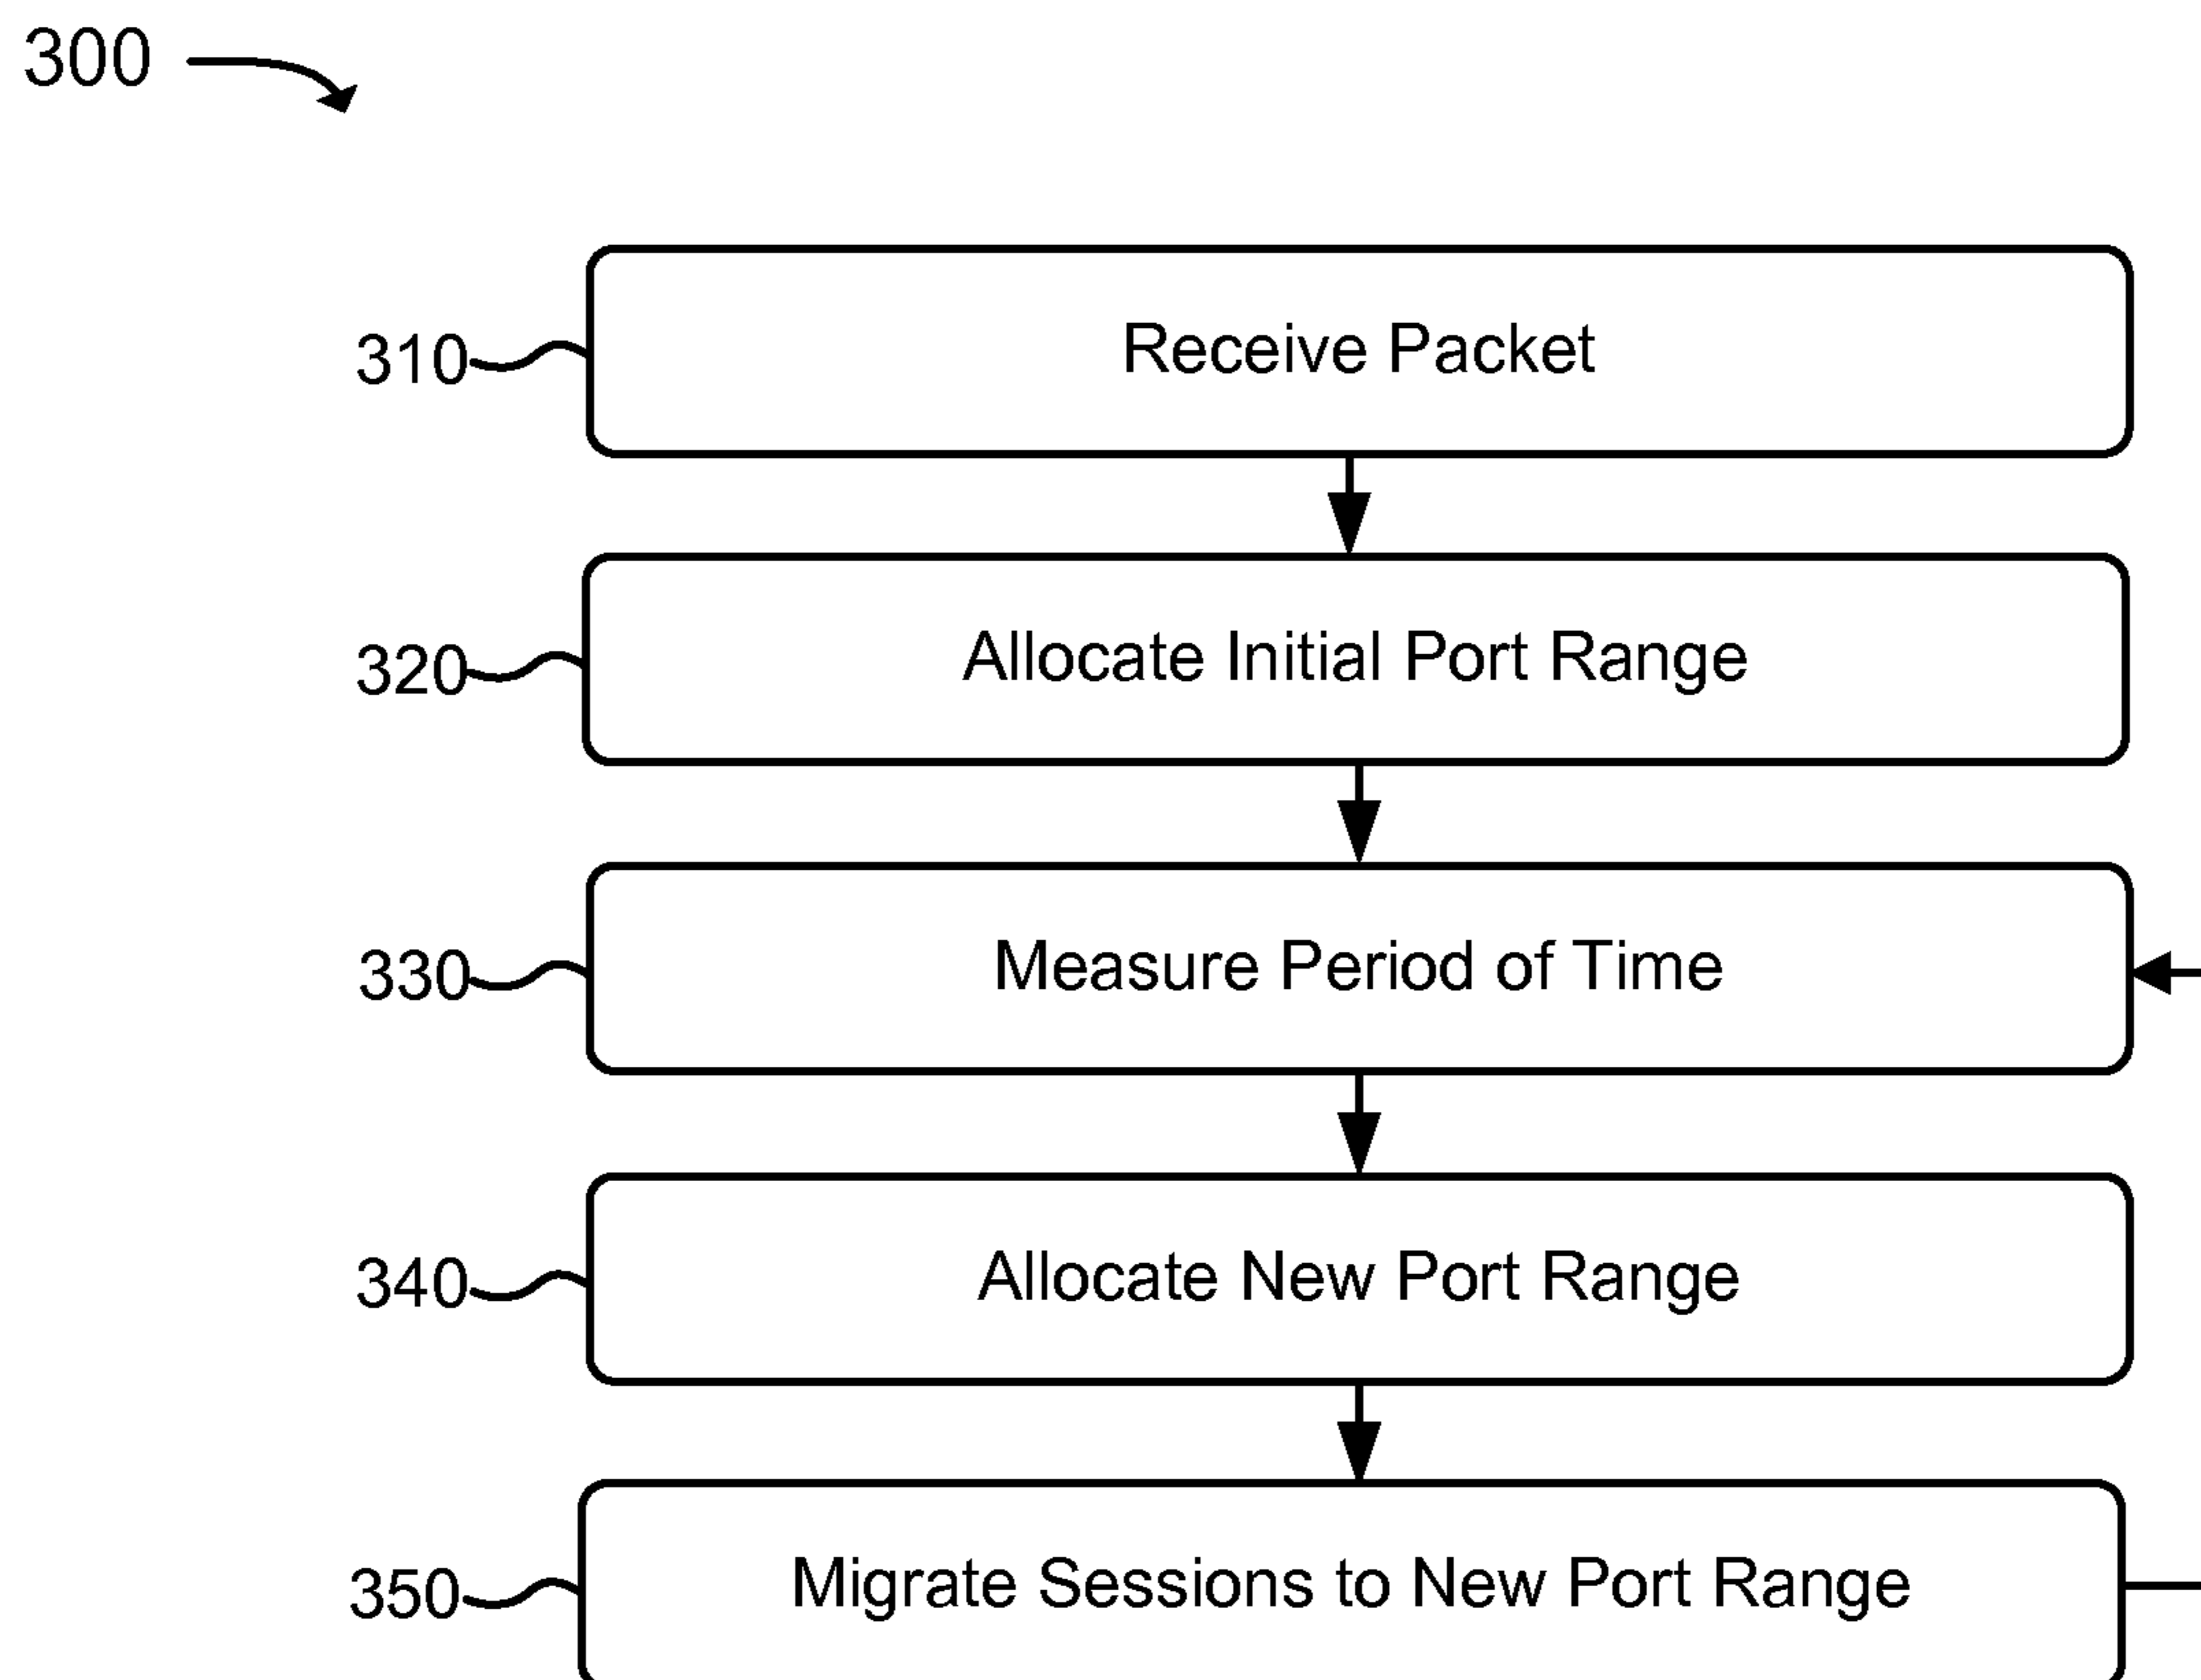 300
310 Receive Packet
320 Allocate Initial Port Range
330 Measure Period of Time
340 Allocate New Port Range
350 Migrate Sessions to New Port Range